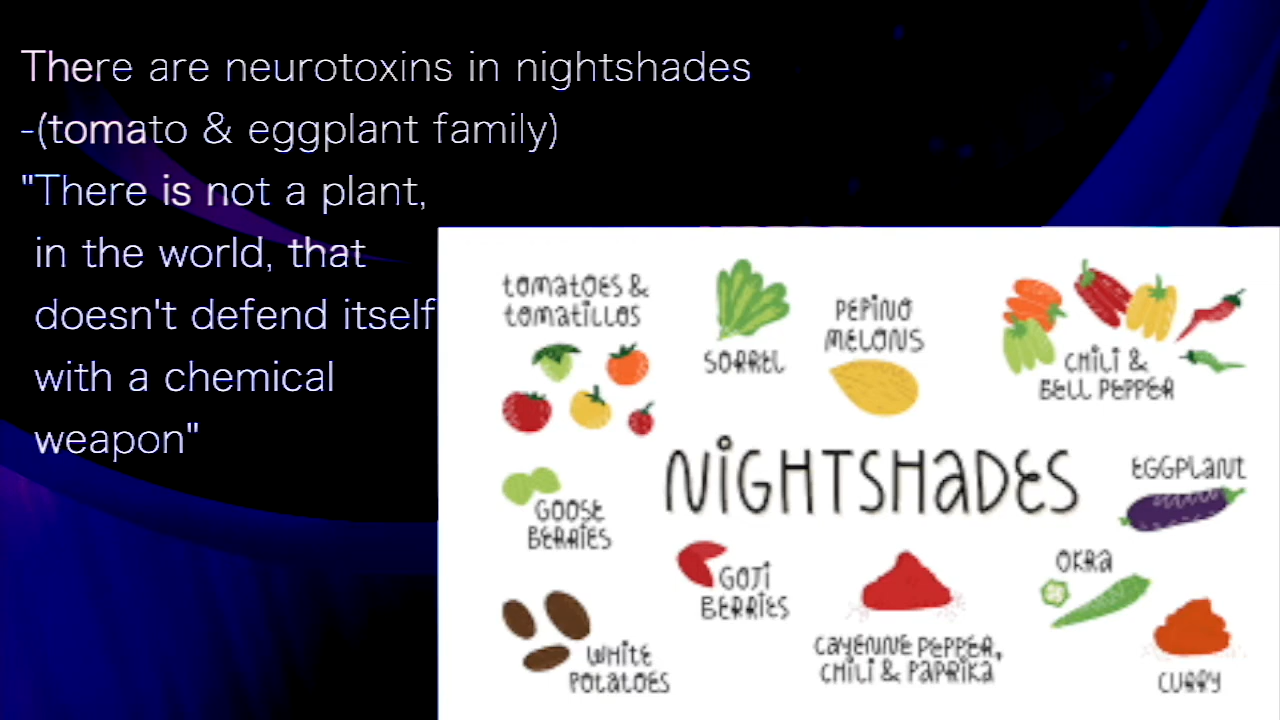 There are neurotoxins in nightshades
-(tomato & eggplant family)
"There is not a plant,
in the world, that
doesn't defend itself
with a chemical
weapon"
tomatoes &
tomatillos
SORREL
PEPINO
MELONS
CHILI &
BELL PEPPER
NIGHTSHADES
EGGPLANT
GOOSE
BERRIES
GOJI
BERRIES
OKRA
WHITE
POTATOES
CAYENNE PEPPER,
CHILI & PAPRIKA
CURRY